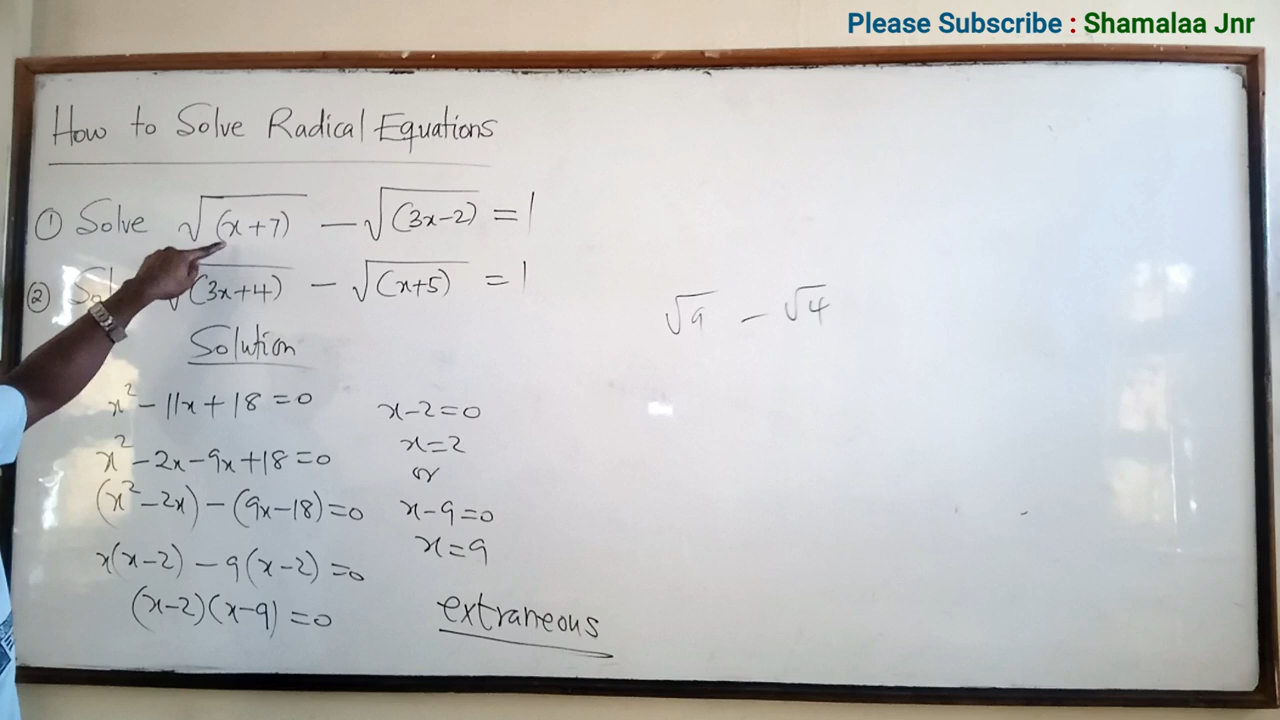 Please Subscribe : Shamalaa Jnr
How to Solve Radical Equations
① Solve √(x+7) − √(3x−2) = 1
② Sol √(3x+4) − √(x+5) = 1
Solution
x² − 11x + 18 = 0
x² − 2x − 9x + 18 = 0
(x² − 2x) − (9x − 18) = 0
x(x−2) − 9(x−2) = 0
(x−2)(x−9) = 0
x−2 = 0
x = 2
or
x−9 = 0
x = 9
extraneous
√9 − √4